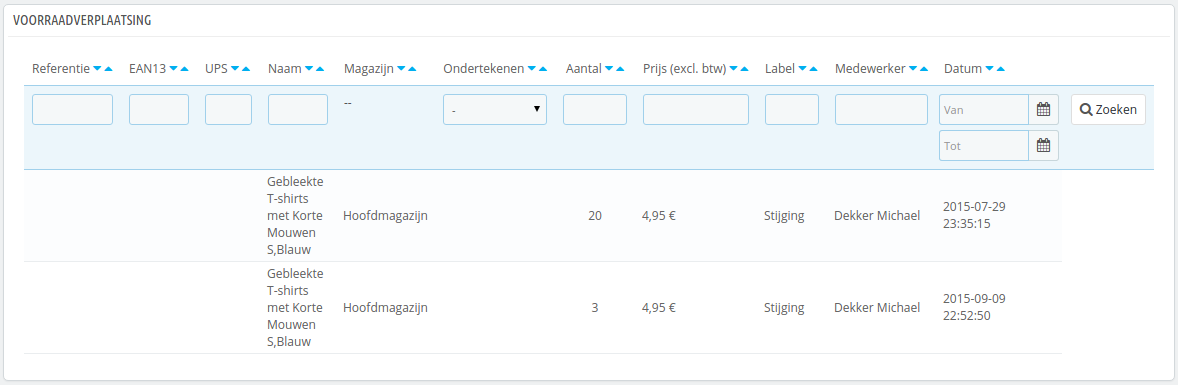 VOORRAADVERPLAATSING
Referentie EAN13 UPS Naam Magazijn Ondertekenen Aantal Prijs (excl. btw) Label Medewerker Datum
-- - Van Zoeken
Tot
Gebleekte
T-shirts
met Korte
Mouwen
S,Blauw
Hoofdmagazijn 20 4,95 € Stijging Dekker Michael 2015-07-29
23:35:15
Gebleekte
T-shirts
met Korte
Mouwen
S,Blauw
Hoofdmagazijn 3 4,95 € Stijging Dekker Michael 2015-09-09
22:52:50